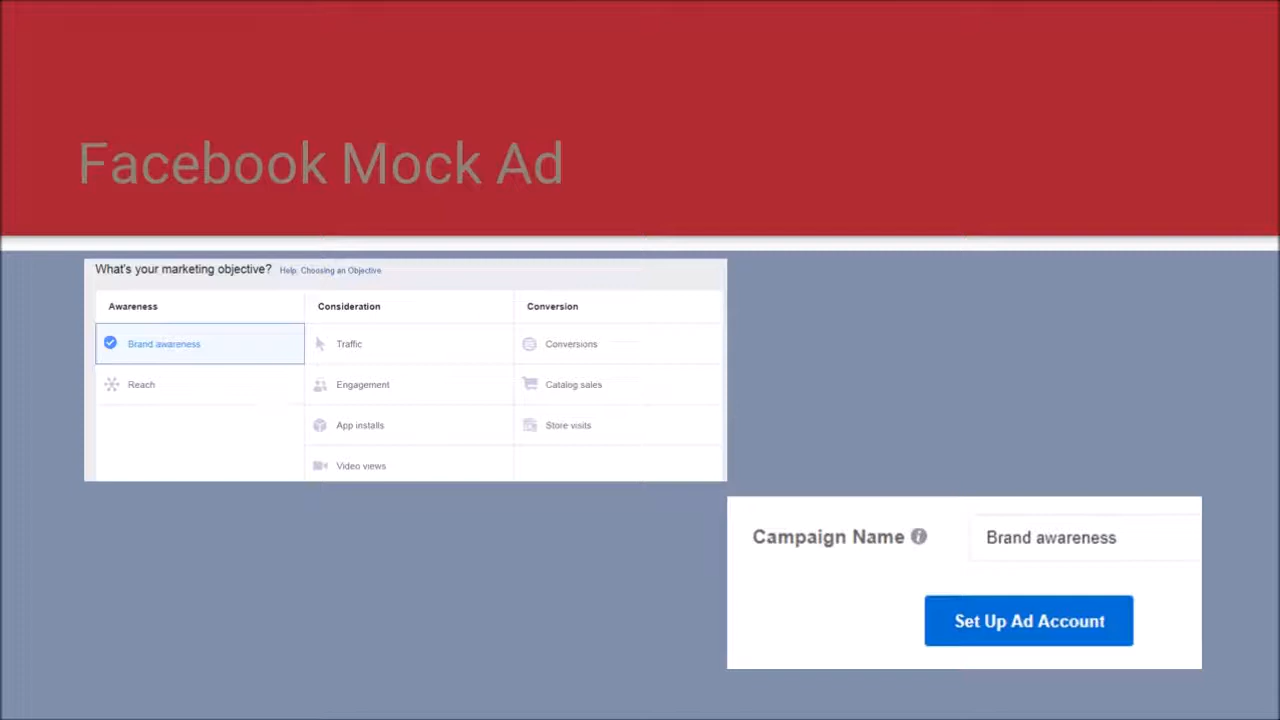 Facebook Mock Ad
What's your marketing objective? Help: Choosing an Objective
Awareness Consideration Conversion
Brand awareness Traffic Conversions
Reach Engagement Catalog sales
App installs Store visits
Video views
Campaign Name Brand awareness
Set Up Ad Account